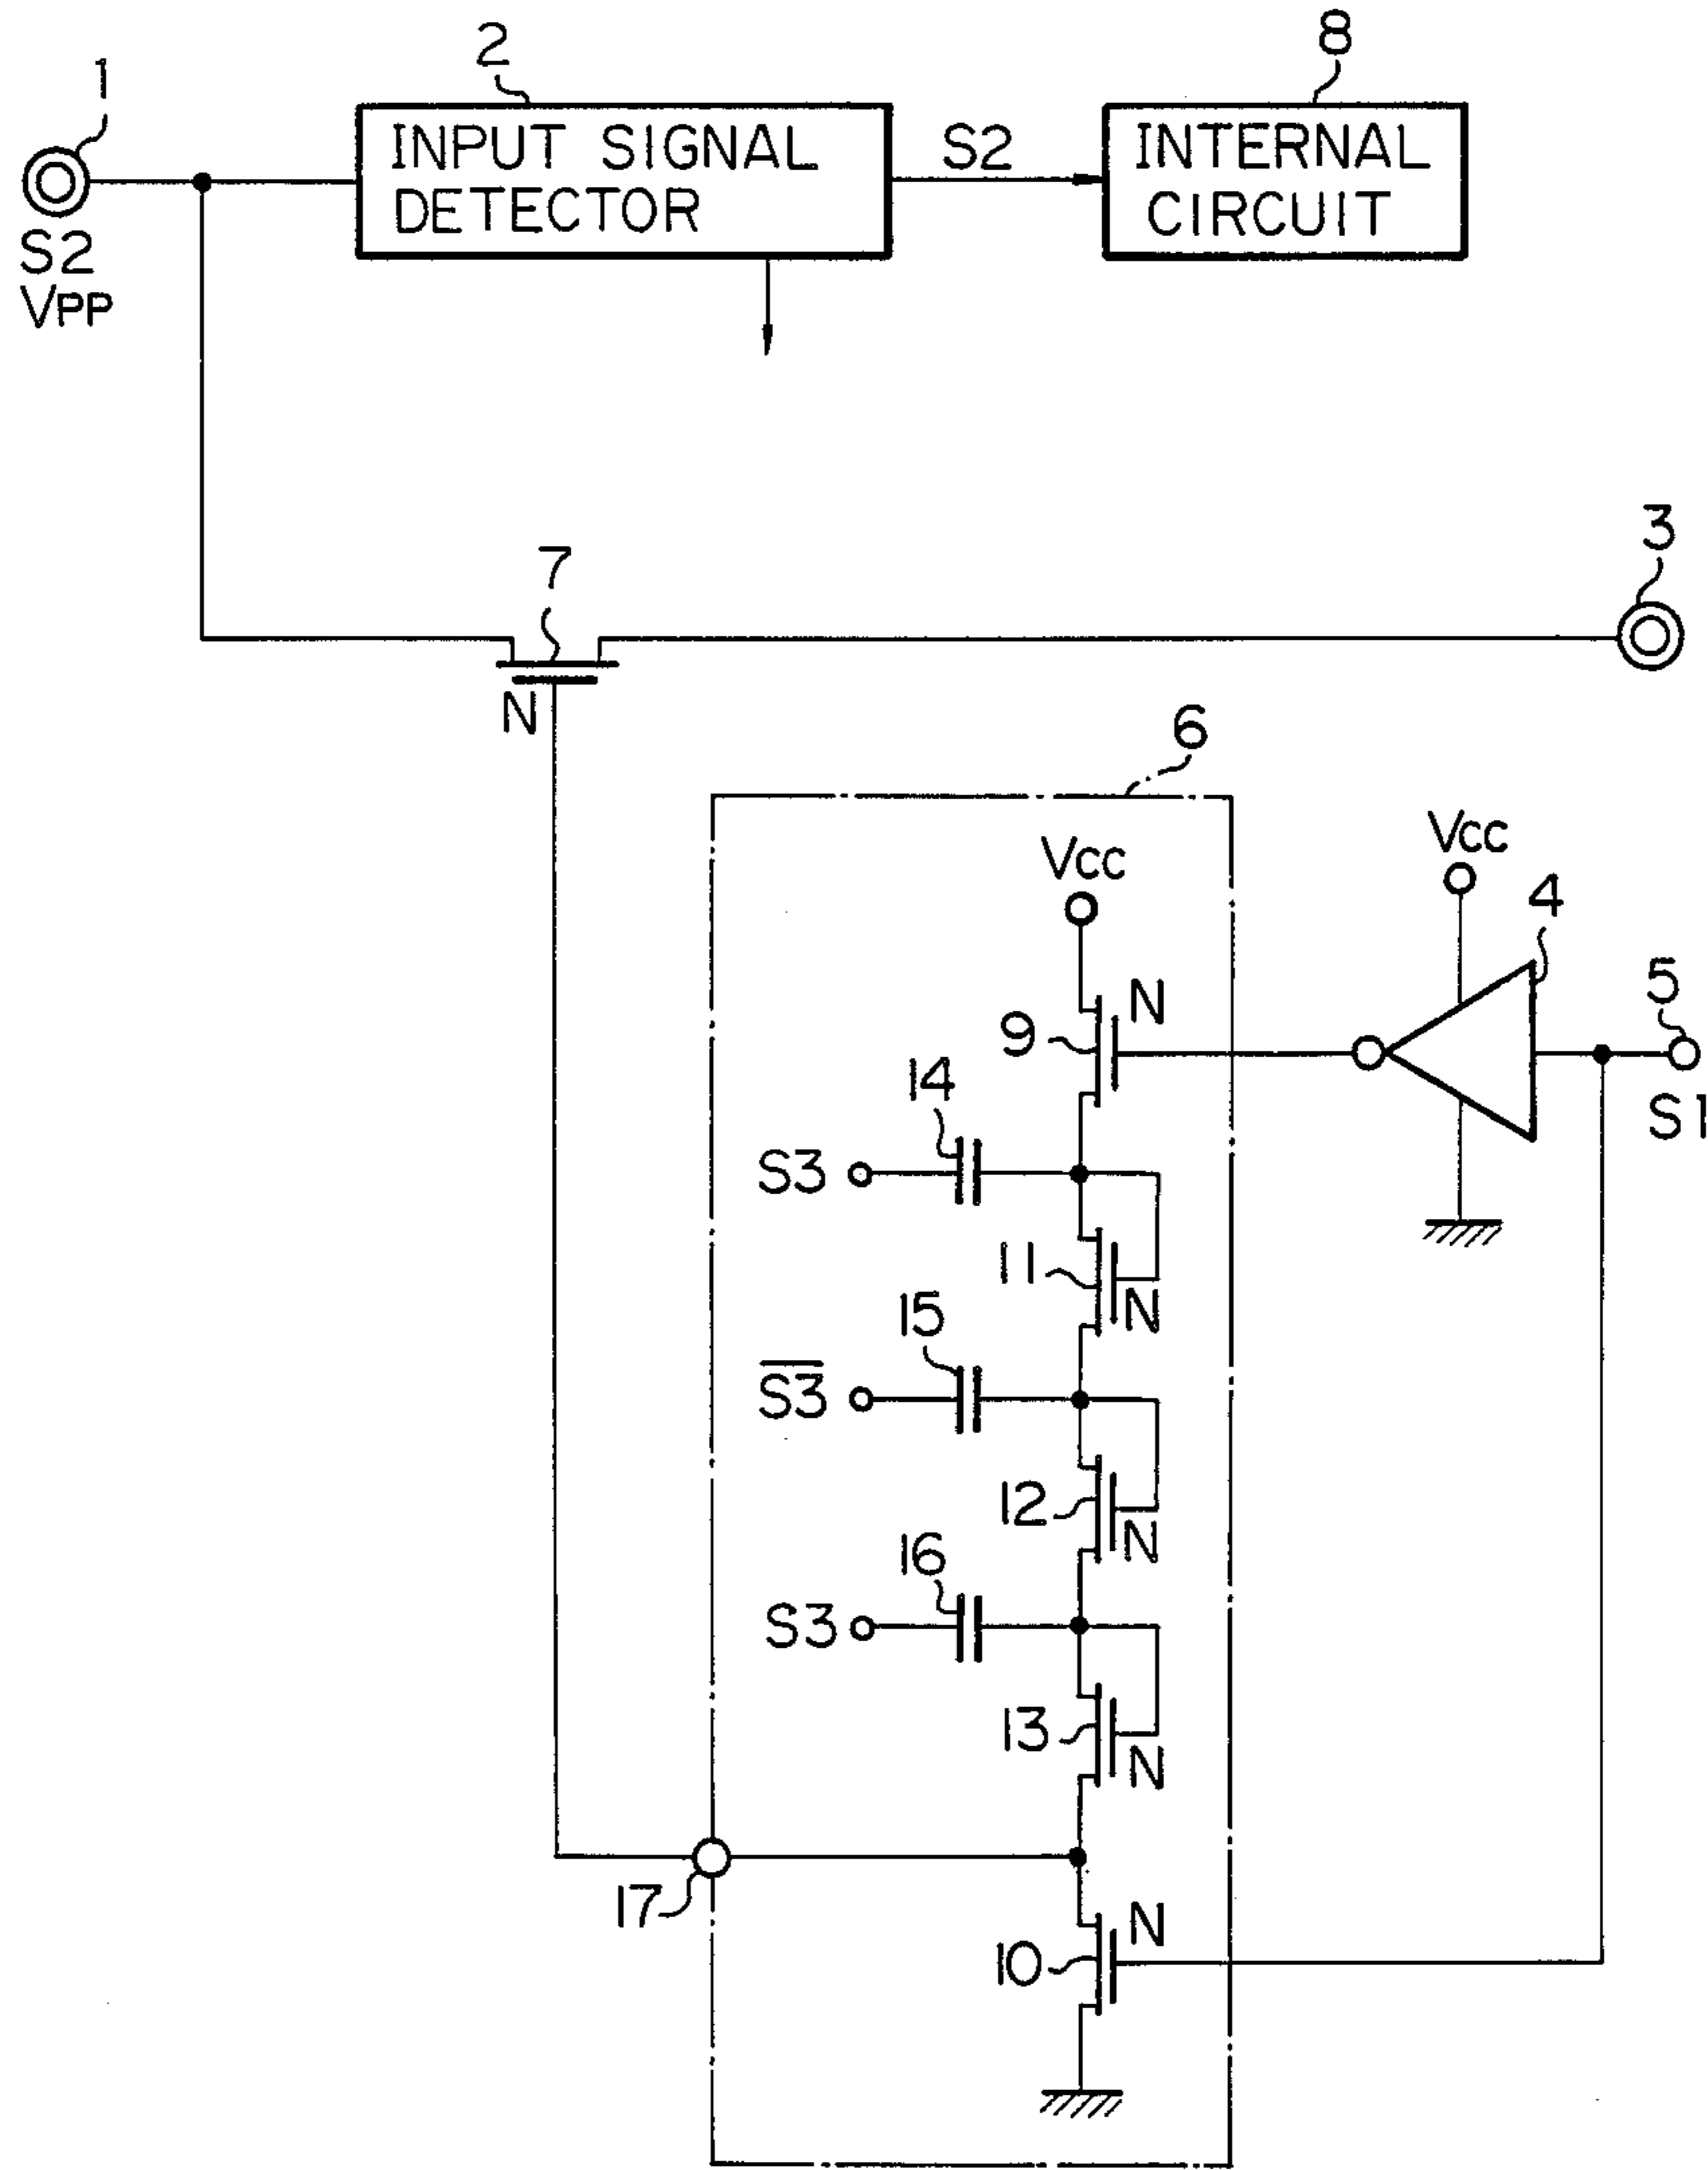 1
2
8
INPUT SIGNAL
DETECTOR
S2
INTERNAL
CIRCUIT
S2
VPP
3
7
N
6
VCC
VCC
4
5
S1
N
9
14
S3
11
N
15
S̅3̅
12
N
16
S3
13
N
17
N
10